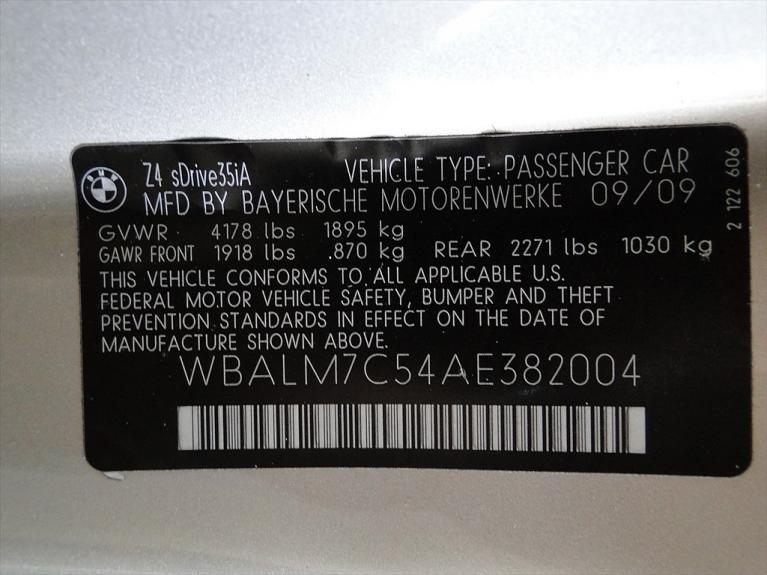 BMW
Z4 sDrive35iA VEHICLE TYPE: PASSENGER CAR
MFD BY BAYERISCHE MOTORENWERKE 09/09
GVWR 4178 lbs 1895 kg
GAWR FRONT 1918 lbs .870 kg REAR 2271 lbs 1030 kg
THIS VEHICLE CONFORMS TO ALL APPLICABLE U.S.
FEDERAL MOTOR VEHICLE SAFETY, BUMPER AND THEFT
PREVENTION STANDARDS IN EFFECT ON THE DATE OF
MANUFACTURE SHOWN ABOVE.
WBALM7C54AE382004
2 122 606